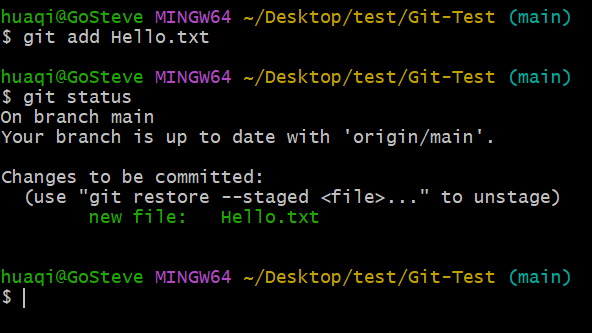 huaqi@GoSteve MINGW64 ~/Desktop/test/Git-Test (main)
$ git add Hello.txt

huaqi@GoSteve MINGW64 ~/Desktop/test/Git-Test (main)
$ git status
On branch main
Your branch is up to date with 'origin/main'.

Changes to be committed:
  (use "git restore --staged <file>..." to unstage)
        new file:   Hello.txt


huaqi@GoSteve MINGW64 ~/Desktop/test/Git-Test (main)
$